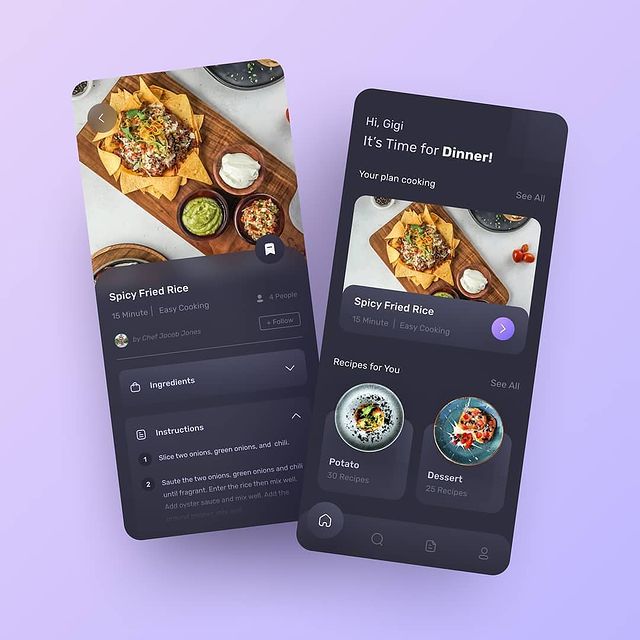 Spicy Fried Rice
15 Minute | Easy Cooking
4 People
by Chef Jacob Jones
+ Follow
Ingredients
Instructions
1 Slice two onions, green onions, and chili.
2 Saute the two onions, green onions and chili
until fragrant. Enter the rice then mix well.
Add oyster sauce and mix well. Add the
Hi, Gigi
It's Time for Dinner!
Your plan cooking
See All
Spicy Fried Rice
15 Minute | Easy Cooking
Recipes for You
See All
Potato
30 Recipes
Dessert
25 Recipes